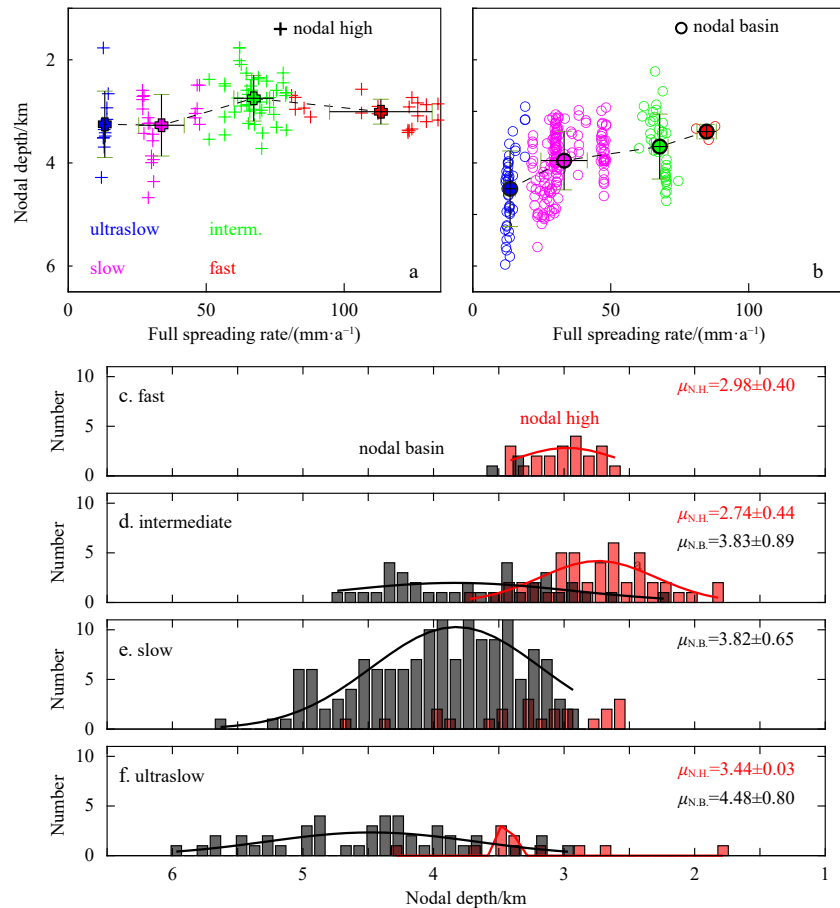 nodal high
nodal basin
2
4
6
Nodal depth/km
ultraslow
interm.
slow
fast
a
b
0
50
100
0
50
100
Full spreading rate/(mm·a⁻¹)
Full spreading rate/(mm·a⁻¹)
10
5
0
Number
c. fast
μN.H.=2.98±0.40
nodal high
nodal basin
10
5
0
Number
d. intermediate
μN.H.=2.74±0.44
μN.B.=3.83±0.89
a
10
5
0
Number
e. slow
μN.B.=3.82±0.65
10
5
0
Number
f. ultraslow
μN.H.=3.44±0.03
μN.B.=4.48±0.80
6
5
4
3
2
1
Nodal depth/km